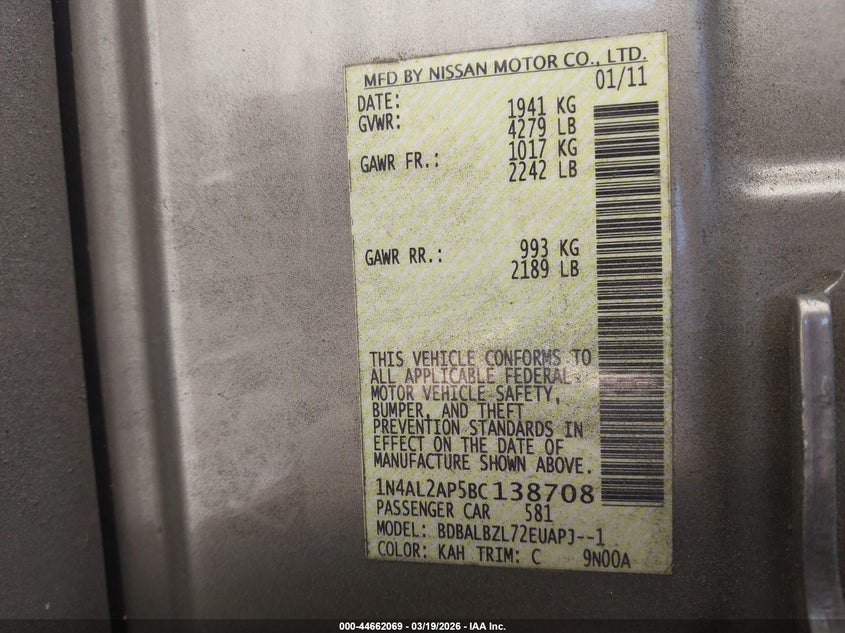 MFD BY NISSAN MOTOR CO., LTD.
DATE: 01/11
GVWR: 1941 KG
4279 LB
GAWR FR.: 1017 KG
2242 LB
GAWR RR.: 993 KG
2189 LB
THIS VEHICLE CONFORMS TO
ALL APPLICABLE FEDERAL
MOTOR VEHICLE SAFETY,
BUMPER, AND THEFT
PREVENTION STANDARDS IN
EFFECT ON THE DATE OF
MANUFACTURE SHOWN ABOVE.
1N4AL2AP5BC138708
PASSENGER CAR 581
MODEL: BDBALBZL72EUAPJ--1
COLOR: KAH TRIM: C 9N00A
000-44662069 - 03/19/2026 - IAA Inc.